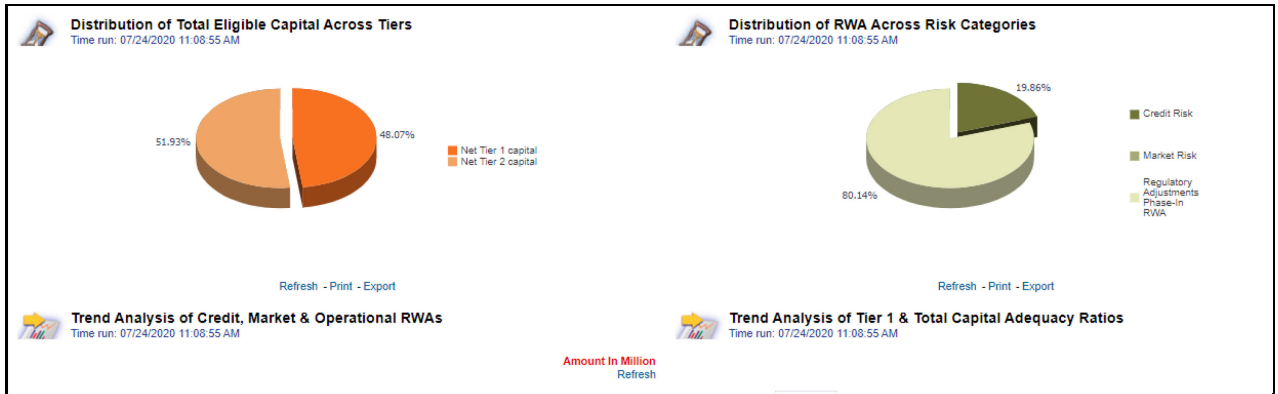 Distribution of Total Eligible Capital Across Tiers
Time run: 07/24/2020 11:08:55 AM
51.93%
48.07%
Net Tier 1 capital
Net Tier 2 capital
Refresh - Print - Export
Distribution of RWA Across Risk Categories
Time run: 07/24/2020 11:08:55 AM
19.86%
80.14%
Credit Risk
Market Risk
Regulatory
Adjustments
Phase-In
RWA
Refresh - Print - Export
Trend Analysis of Credit, Market & Operational RWAs
Time run: 07/24/2020 11:08:55 AM
Amount In Million
Refresh
Trend Analysis of Tier 1 & Total Capital Adequacy Ratios
Time run: 07/24/2020 11:08:55 AM